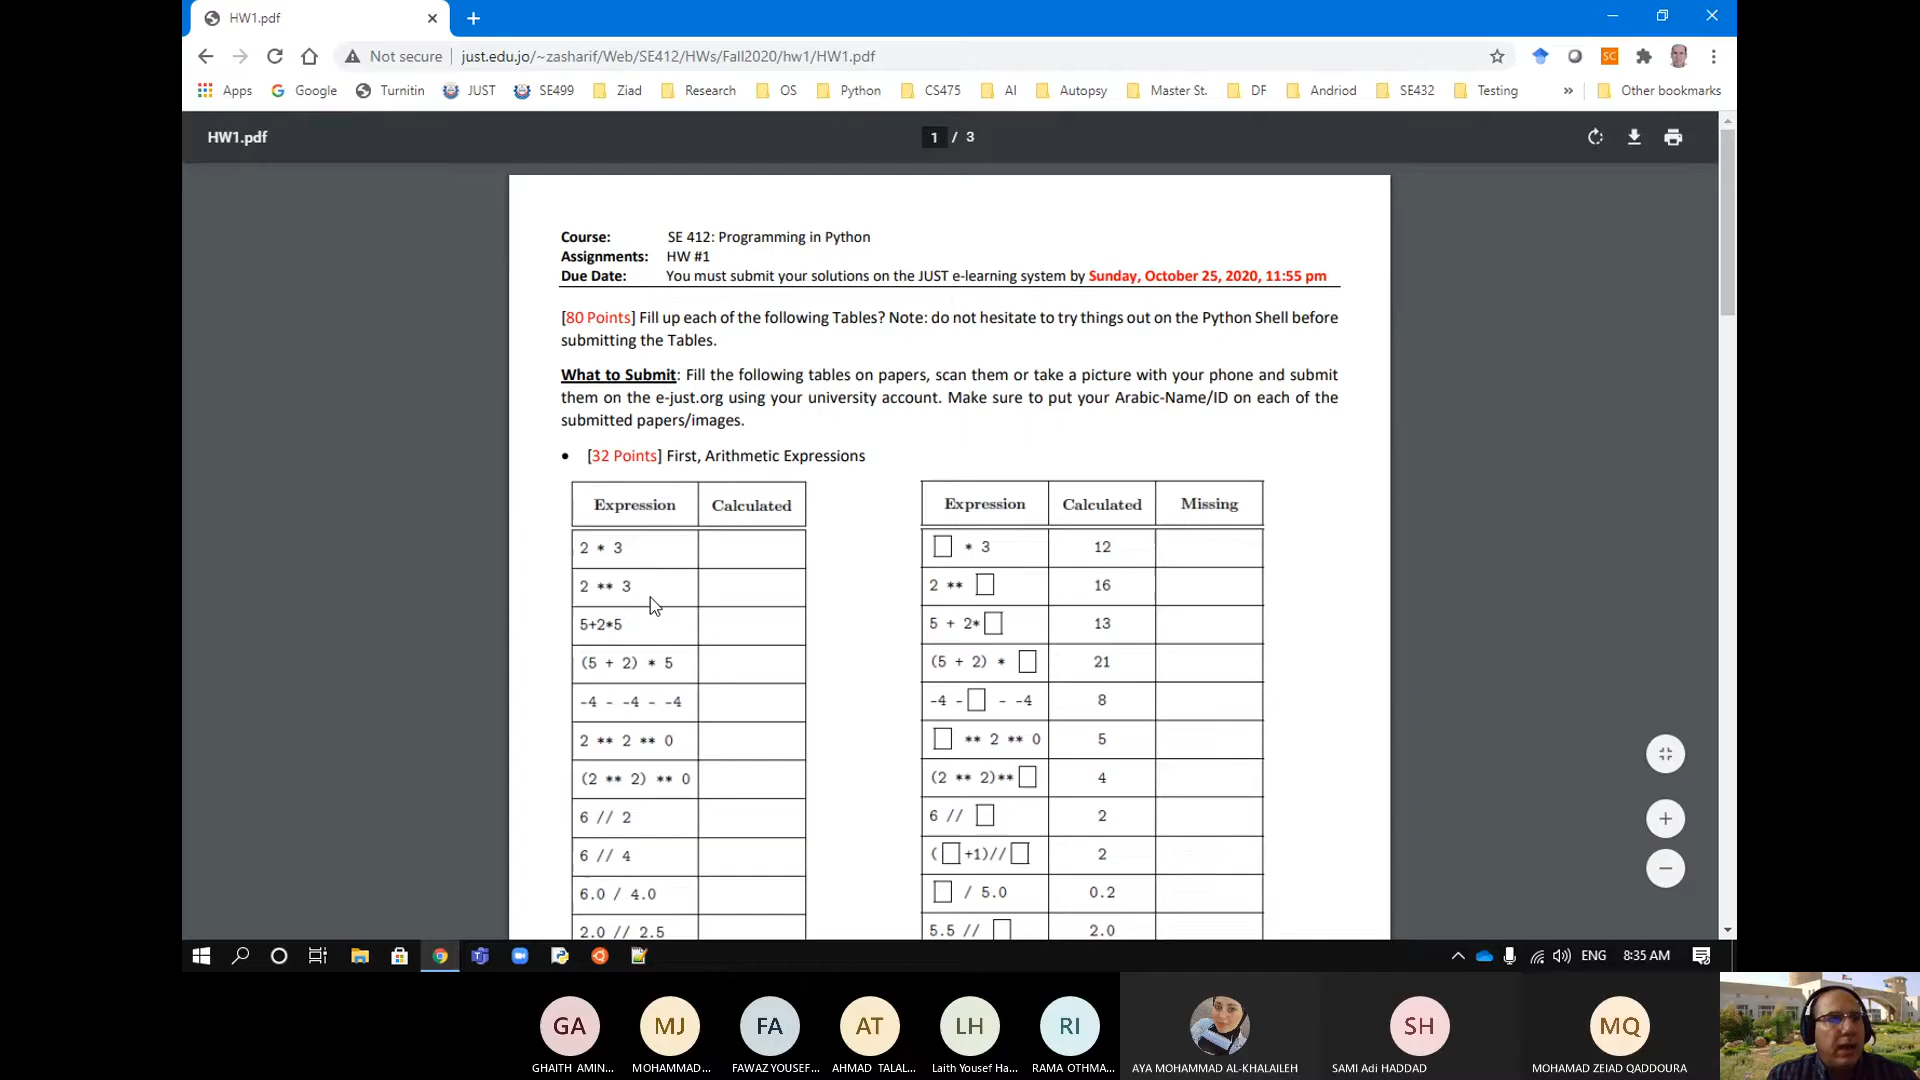 HW1.pdf
Not secure
just.edu.jo/~zasharif/Web/SE412/HWs/Fall2020/hw1/HW1.pdf
SC
Apps Google Turnitin JUST SE499 Ziad Research OS Python CS475 AI Autopsy Master St. DF Andriod SE432 Testing » Other bookmarks
HW1.pdf
1 / 3
Course: SE 412: Programming in Python
Assignments: HW #1
Due Date: You must submit your solutions on the JUST e-learning system by Sunday, October 25, 2020, 11:55 pm
[80 Points] Fill up each of the following Tables? Note: do not hesitate to try things out on the Python Shell before
submitting the Tables.
What to Submit: Fill the following tables on papers, scan them or take a picture with your phone and submit
them on the e-just.org using your university account. Make sure to put your Arabic-Name/ID on each of the
submitted papers/images.
• [32 Points] First, Arithmetic Expressions
Expression Calculated
2 * 3
2 ** 3
5+2*5
(5 + 2) * 5
-4 - -4 - -4
2 ** 2 ** 0
(2 ** 2) ** 0
6 // 2
6 // 4
6.0 / 4.0
2.0 // 2.5
Expression Calculated Missing
□ * 3 12
2 ** □ 16
5 + 2*□ 13
(5 + 2) * □ 21
-4 -□ - -4 8
□ ** 2 ** 0 5
(2 ** 2)**□ 4
6 // □ 2
(□+1)//□ 2
□ / 5.0 0.2
5.5 // □ 2.0
ENG 8:35 AM
GA MJ FA AT LH RI SH MQ
GHAITH AMIN... MOHAMMAD... FAWAZ YOUSEF... AHMAD TALAL... Laith Yousef Ha... RAMA OTHMA... AYA MOHAMMAD AL-KHALAILEH SAMI Adi HADDAD MOHAMAD ZEIAD QADDOURA